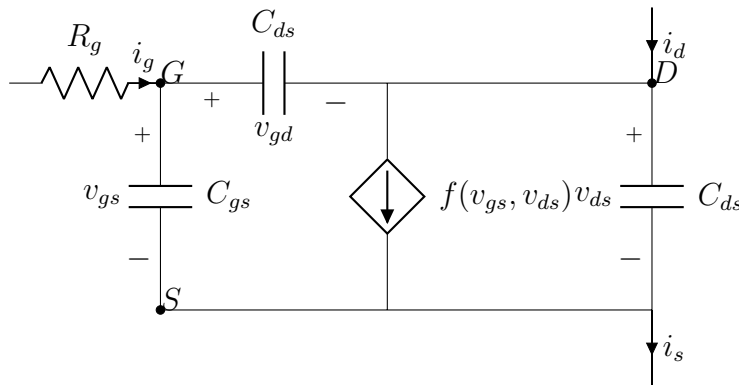 R_g
i_g
G
C_ds
i_d
D
+
−
v_gd
+
v_gs
C_gs
−
f(v_gs, v_ds)
v_ds
+
C_ds
−
S
i_s